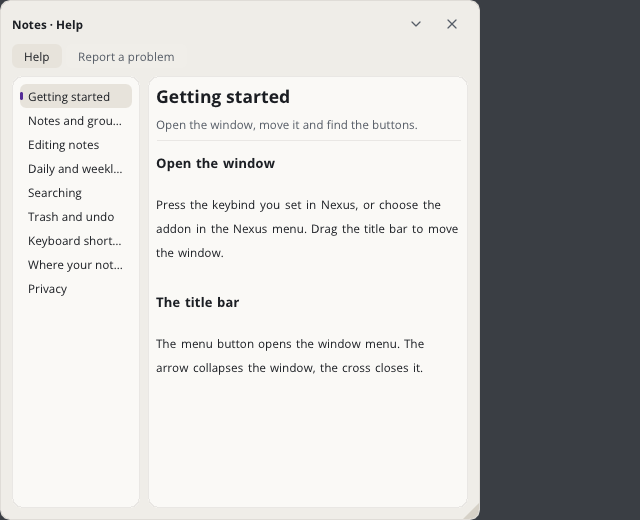 Notes · Help
Help
Report a problem
Getting started
Notes and grou...
Editing notes
Daily and weekl...
Searching
Trash and undo
Keyboard short...
Where your not...
Privacy
Getting started
Open the window, move it and find the buttons.
Open the window
Press the keybind you set in Nexus, or choose the
addon in the Nexus menu. Drag the title bar to move
the window.
The title bar
The menu button opens the window menu. The
arrow collapses the window, the cross closes it.